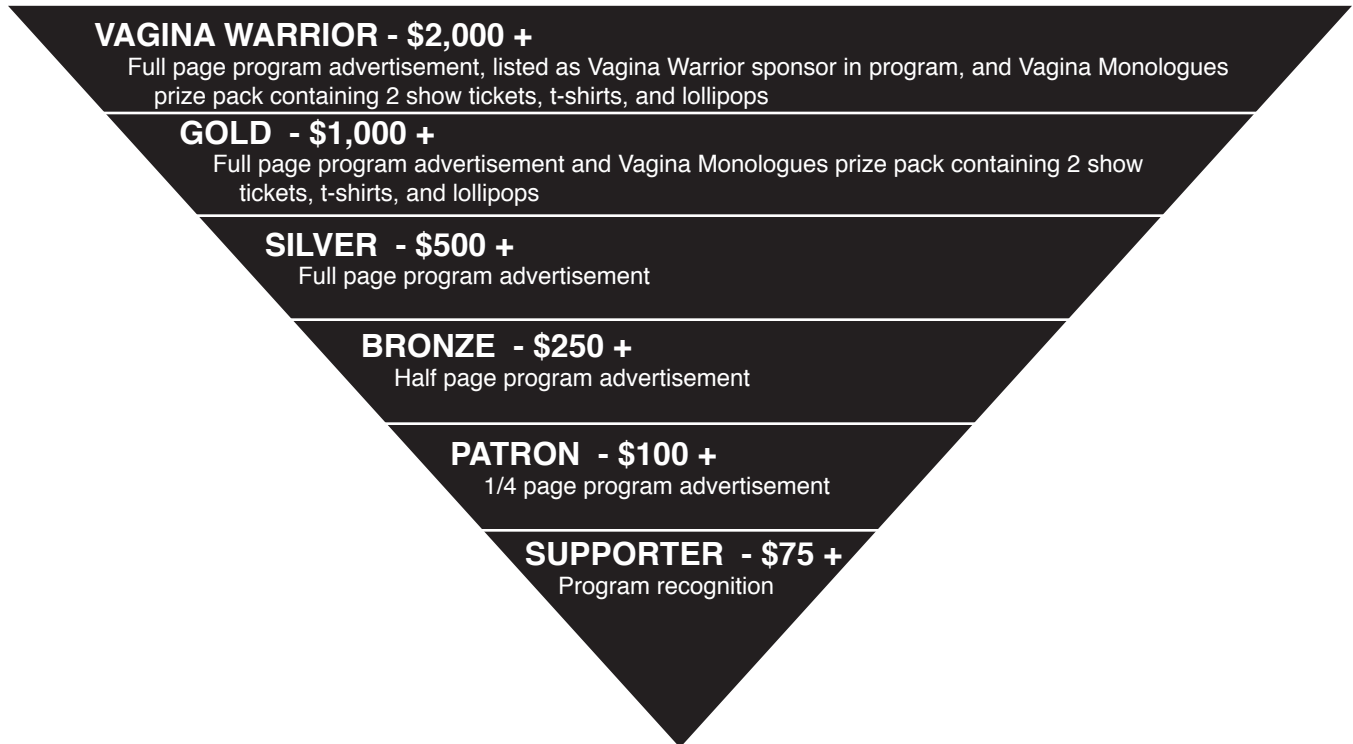 VAGINA WARRIOR - $2,000 +
Full page program advertisement, listed as Vagina Warrior sponsor in program, and Vagina Monologues
prize pack containing 2 show tickets, t-shirts, and lollipops
GOLD - $1,000 +
Full page program advertisement and Vagina Monologues prize pack containing 2 show
tickets, t-shirts, and lollipops
SILVER - $500 +
Full page program advertisement
BRONZE - $250 +
Half page program advertisement
PATRON - $100 +
1/4 page program advertisement
SUPPORTER - $75 +
Program recognition